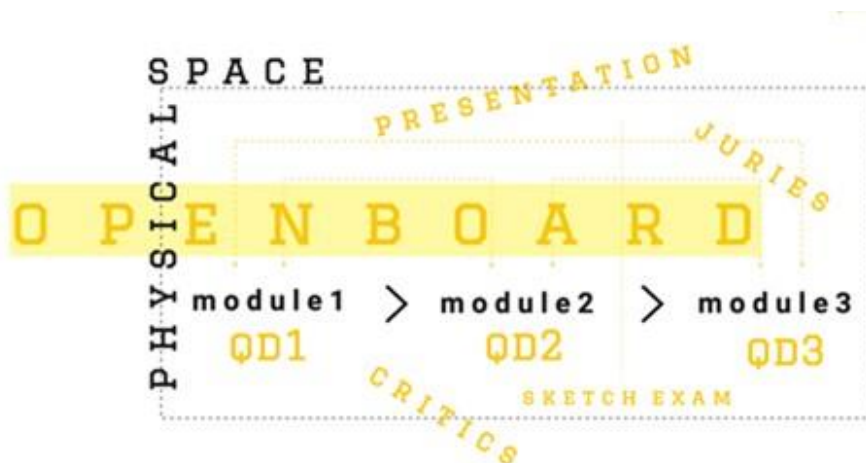 SPACE
PHYSICAL
PRESENTATION
JURIES
OPENBOARD
module1 > module2 > module3
QD1 QD2 QD3
CRITICS
SKETCH EXAM